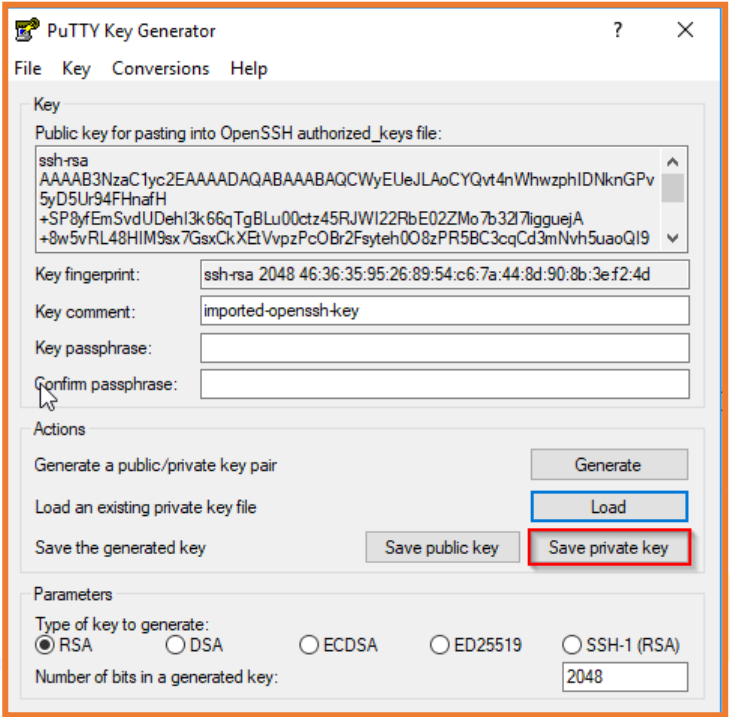 PuTTY Key Generator
? ×
File Key Conversions Help
Key
Public key for pasting into OpenSSH authorized_keys file:
ssh-rsa
AAAAB3NzaC1yc2EAAAADAQABAAABAQCWyEUeJLAoCYQvt4nWhwzphIDNknGPv
5yD5Ur94FHnafH
+SP8yfEmSvdUDehI3k66qTgBLu00ctz45RJWI22RbE02ZMo7b32I7ligguejA
+8w5vRL48HIM9sx7GsxCkXEtVvpzPcOBr2Fsyteh0O8zPR5BC3cqCd3mNvh5uaoQI9
Key fingerprint: ssh-rsa 2048 46:36:35:95:26:89:54:c6:7a:44:8d:90:8b:3e:f2:4d
Key comment: imported-openssh-key
Key passphrase:
Confirm passphrase:
Actions
Generate a public/private key pair Generate
Load an existing private key file Load
Save the generated key Save public key Save private key
Parameters
Type of key to generate:
RSA DSA ECDSA ED25519 SSH-1 (RSA)
Number of bits in a generated key: 2048